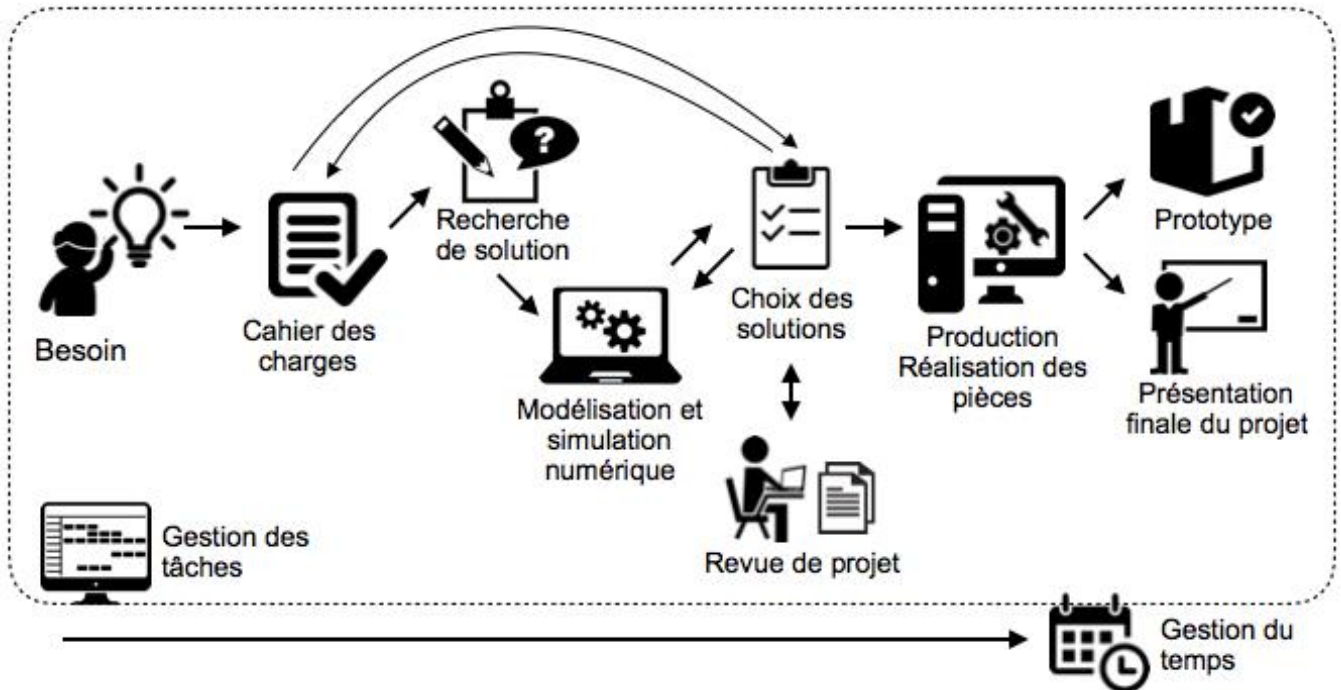 ?
Recherche
de solution
Prototype
Besoin
Cahier des
charges
Choix des
solutions
Production
Réalisation des
pièces
Présentation
finale du projet
Modélisation et
simulation
numérique
Revue de projet
Gestion des
tâches
Gestion du
temps